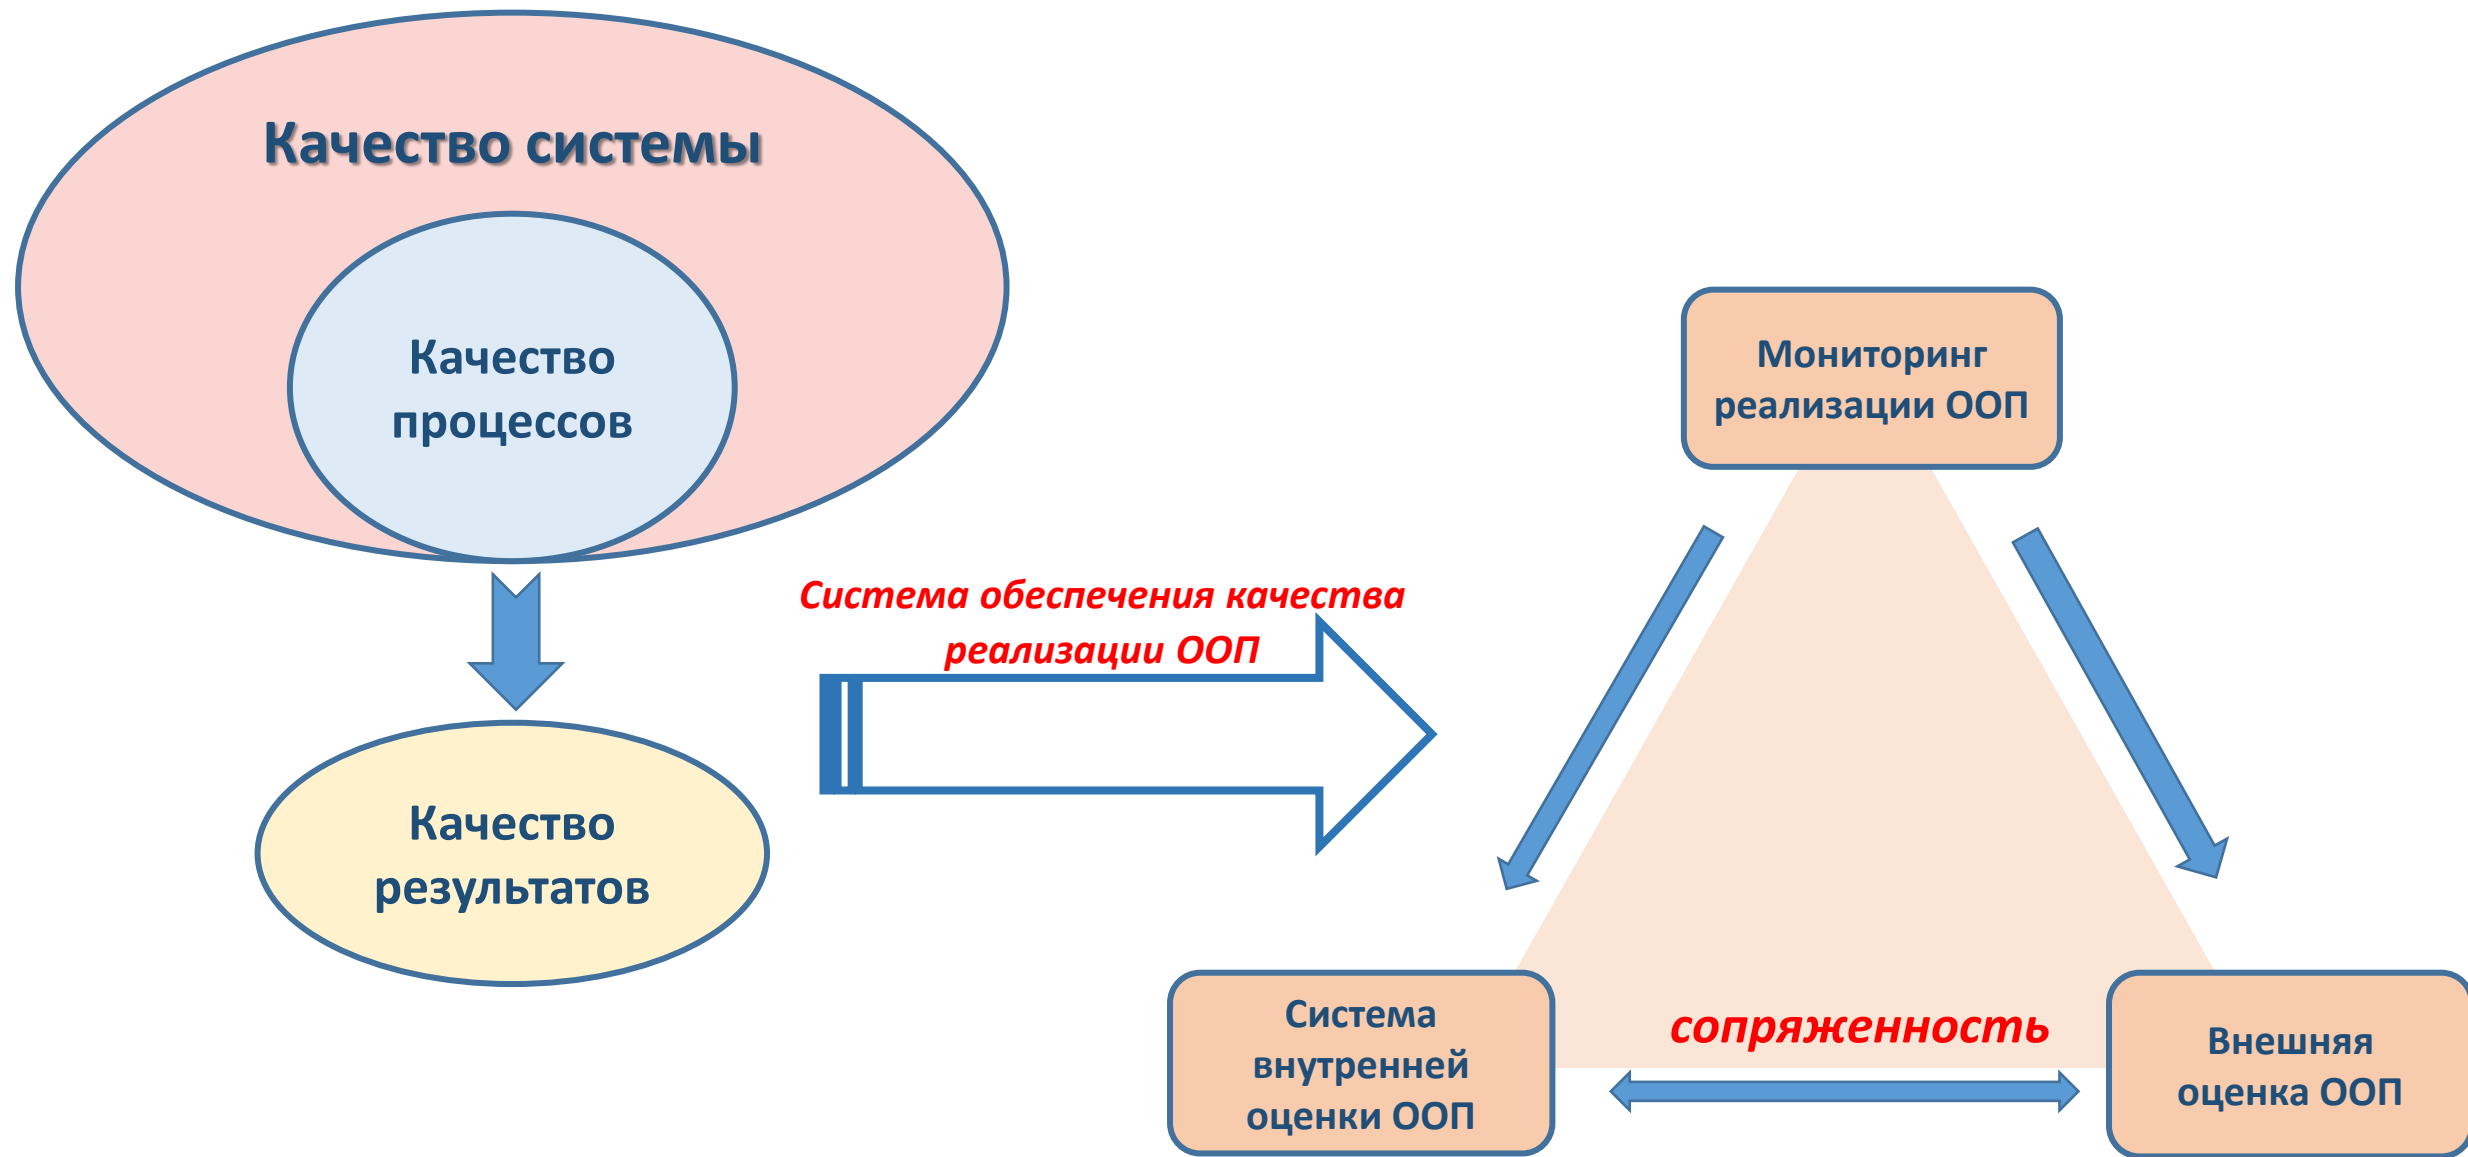 Качество системы
Качество
процессов
Качество
результатов
Система обеспечения качества
реализации ООП
Мониторинг
реализации ООП
Система
внутренней
оценки ООП
сопряженность
Внешняя
оценка ООП